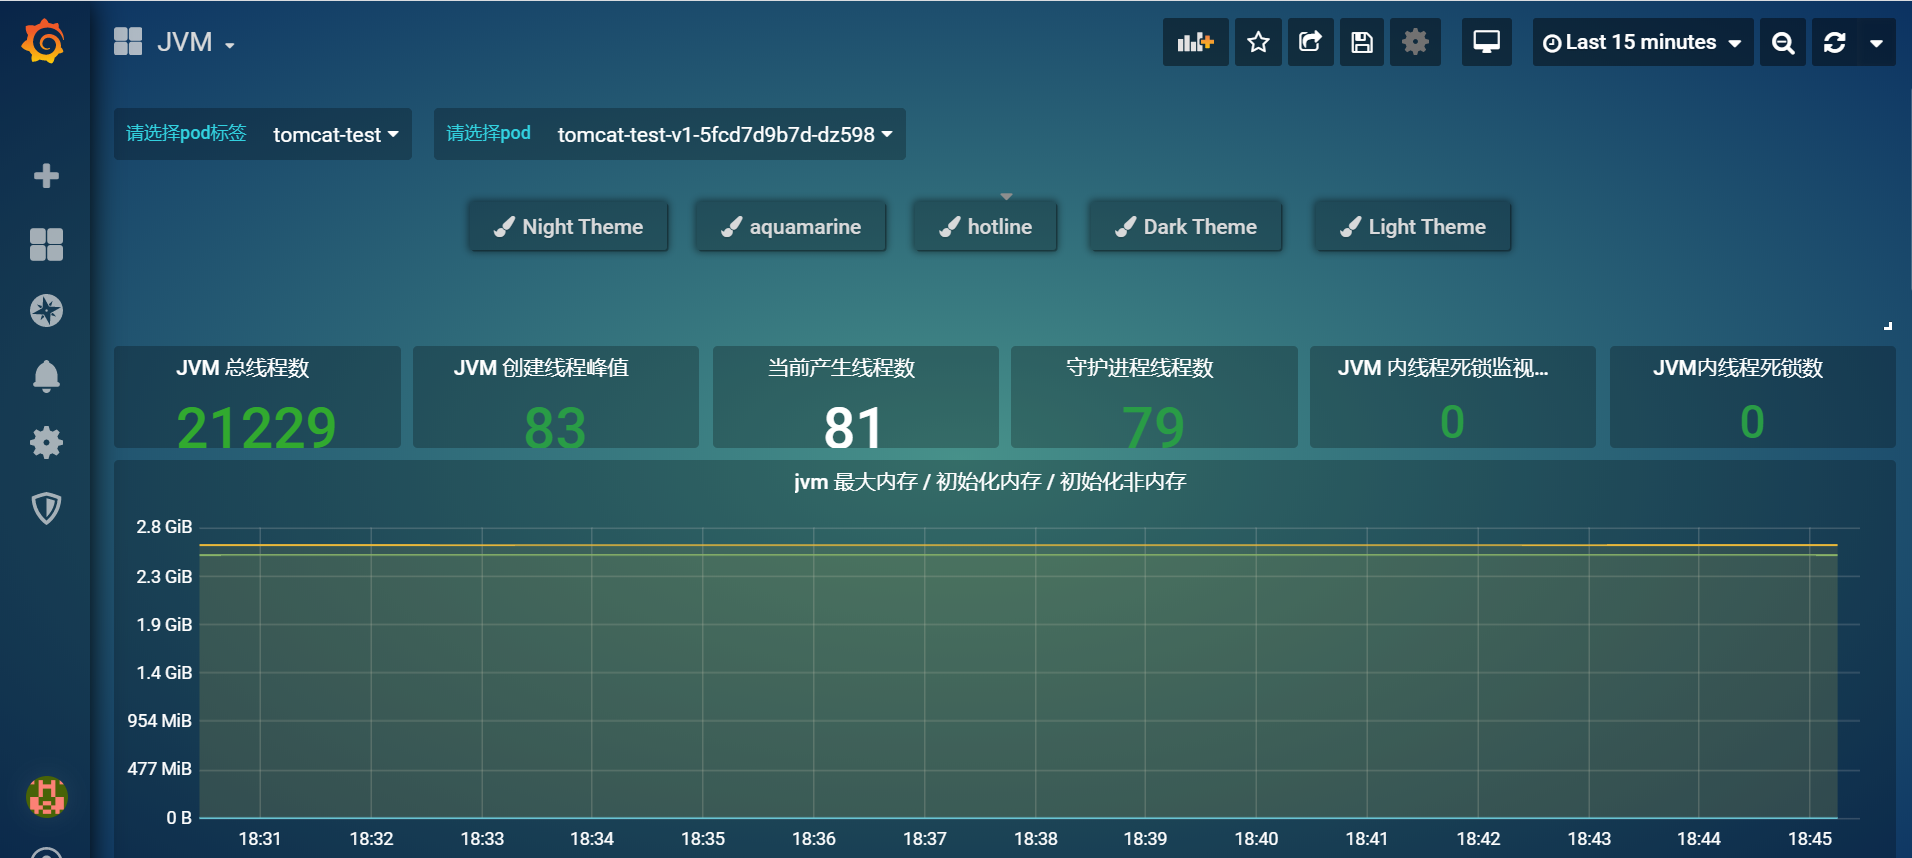 JVM
Last 15 minutes
请选择pod标签 tomcat-test
请选择pod tomcat-test-v1-5fcd7d9b7d-dz598
Night Theme
aquamarine
hotline
Dark Theme
Light Theme
JVM 总线程数
21229
JVM 创建线程峰值
83
当前产生线程数
81
守护进程线程数
79
JVM 内线程死锁监视...
0
JVM内线程死锁数
0
jvm 最大内存 / 初始化内存 / 初始化非内存
2.8 GiB
2.3 GiB
1.9 GiB
1.4 GiB
954 MiB
477 MiB
0 B
18:31 18:32 18:33 18:34 18:35 18:36 18:37 18:38 18:39 18:40 18:41 18:42 18:43 18:44 18:45